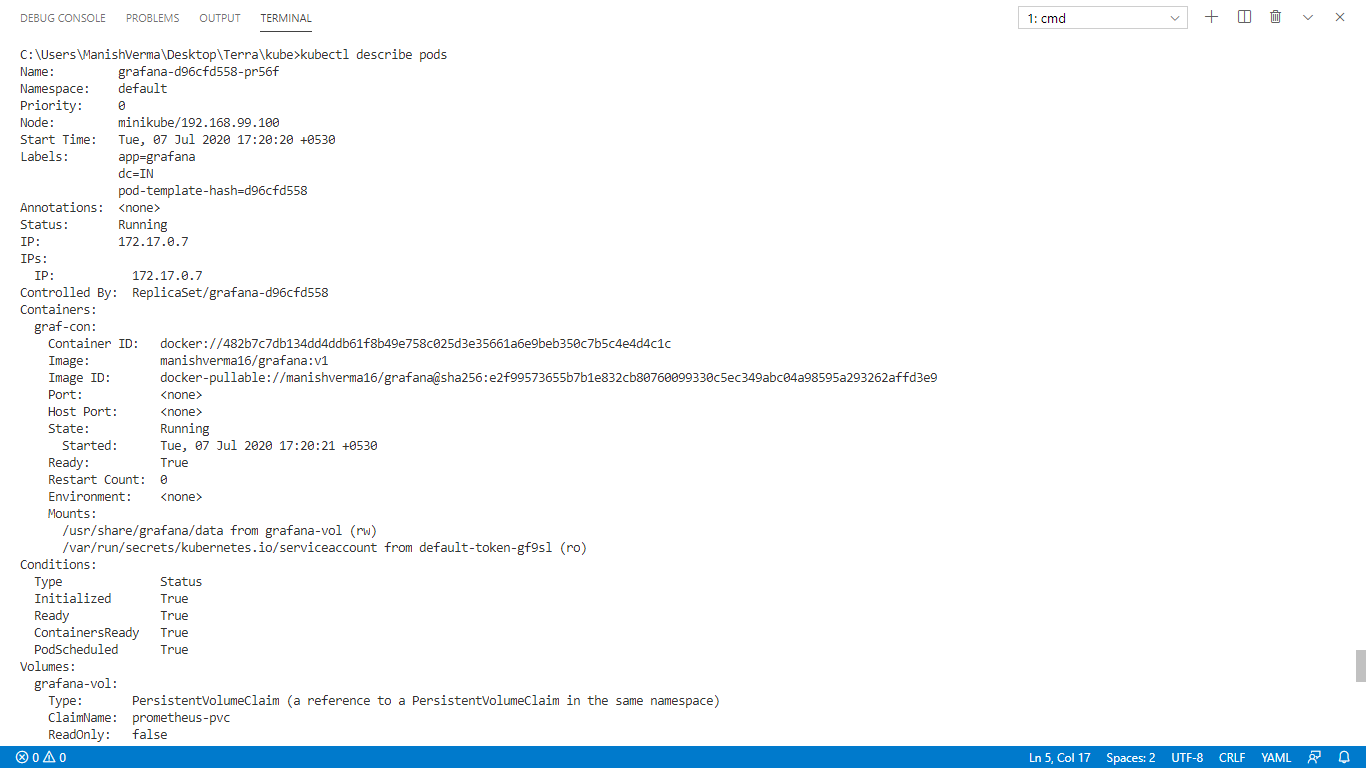 DEBUG CONSOLE PROBLEMS OUTPUT TERMINAL 1: cmd
C:\Users\ManishVerma\Desktop\Terra\kube>kubectl describe pods
Name: grafana-d96cfd558-pr56f
Namespace: default
Priority: 0
Node: minikube/192.168.99.100
Start Time: Tue, 07 Jul 2020 17:20:20 +0530
Labels: app=grafana
dc=IN
pod-template-hash=d96cfd558
Annotations: <none>
Status: Running
IP: 172.17.0.7
IPs:
IP: 172.17.0.7
Controlled By: ReplicaSet/grafana-d96cfd558
Containers:
graf-con:
Container ID: docker://482b7c7db134dd4ddb61f8b49e758c025d3e35661a6e9beb350c7b5c4e4d4c1c
Image: manishverma16/grafana:v1
Image ID: docker-pullable://manishverma16/grafana@sha256:e2f99573655b7b1e832cb80760099330c5ec349abc04a98595a293262affd3e9
Port: <none>
Host Port: <none>
State: Running
Started: Tue, 07 Jul 2020 17:20:21 +0530
Ready: True
Restart Count: 0
Environment: <none>
Mounts:
/usr/share/grafana/data from grafana-vol (rw)
/var/run/secrets/kubernetes.io/serviceaccount from default-token-gf9sl (ro)
Conditions:
Type Status
Initialized True
Ready True
ContainersReady True
PodScheduled True
Volumes:
grafana-vol:
Type: PersistentVolumeClaim (a reference to a PersistentVolumeClaim in the same namespace)
ClaimName: prometheus-pvc
ReadOnly: false
0 0 Ln 5, Col 17 Spaces: 2 UTF-8 CRLF YAML